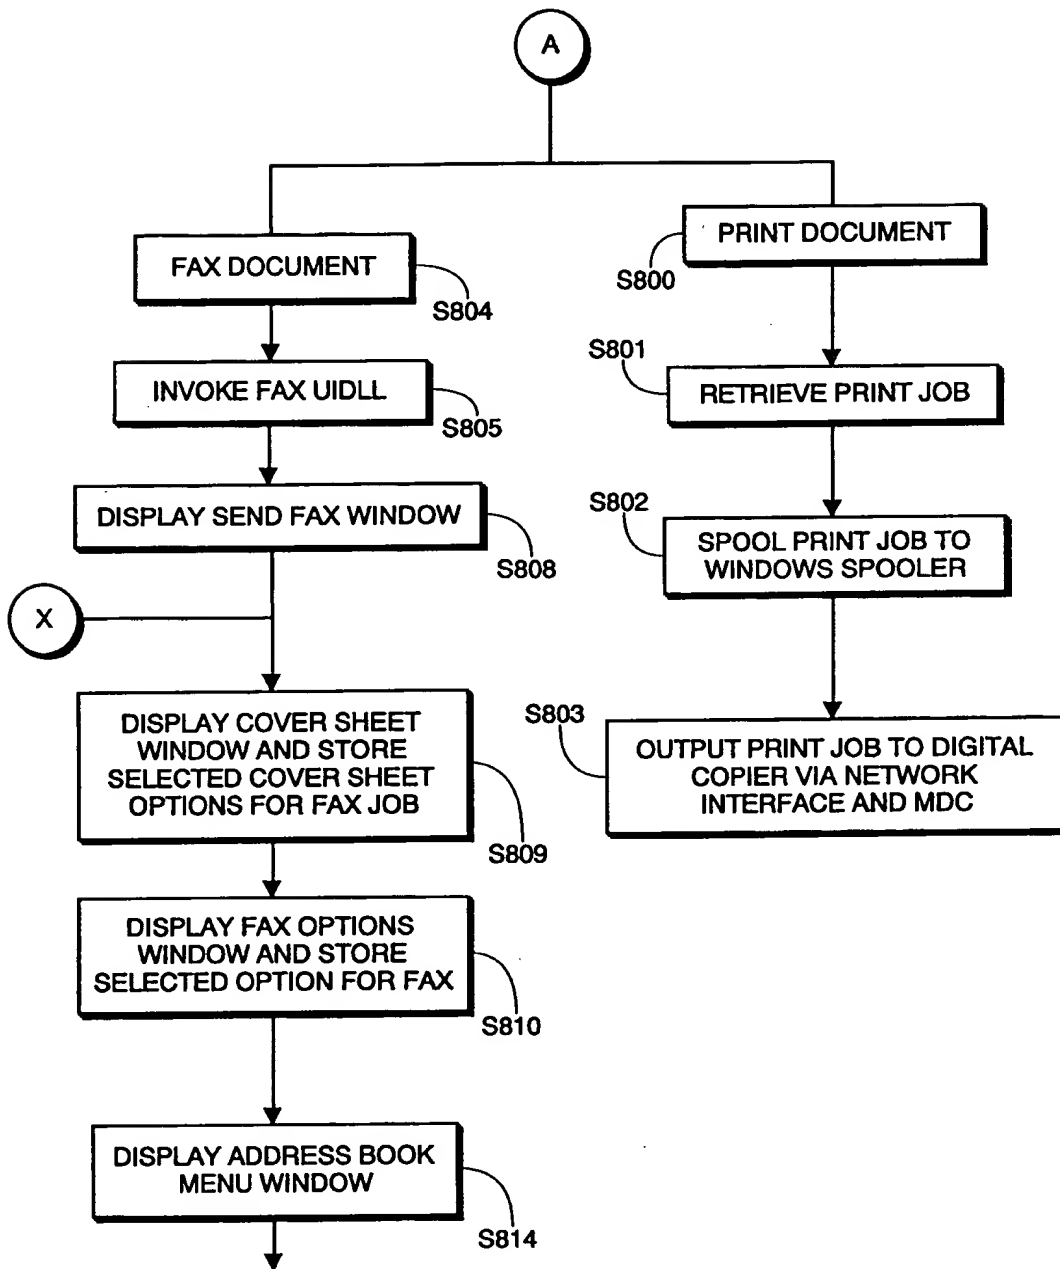 A
FAX DOCUMENT
S804
INVOKE FAX UIDLL
S805
DISPLAY SEND FAX WINDOW
S808
X
DISPLAY COVER SHEET
WINDOW AND STORE
SELECTED COVER SHEET
OPTIONS FOR FAX JOB
S809
DISPLAY FAX OPTIONS
WINDOW AND STORE
SELECTED OPTION FOR FAX
S810
DISPLAY ADDRESS BOOK
MENU WINDOW
S814
PRINT DOCUMENT
S800
S801
RETRIEVE PRINT JOB
S802
SPOOL PRINT JOB TO
WINDOWS SPOOLER
S803
OUTPUT PRINT JOB TO DIGITAL
COPIER VIA NETWORK
INTERFACE AND MDC